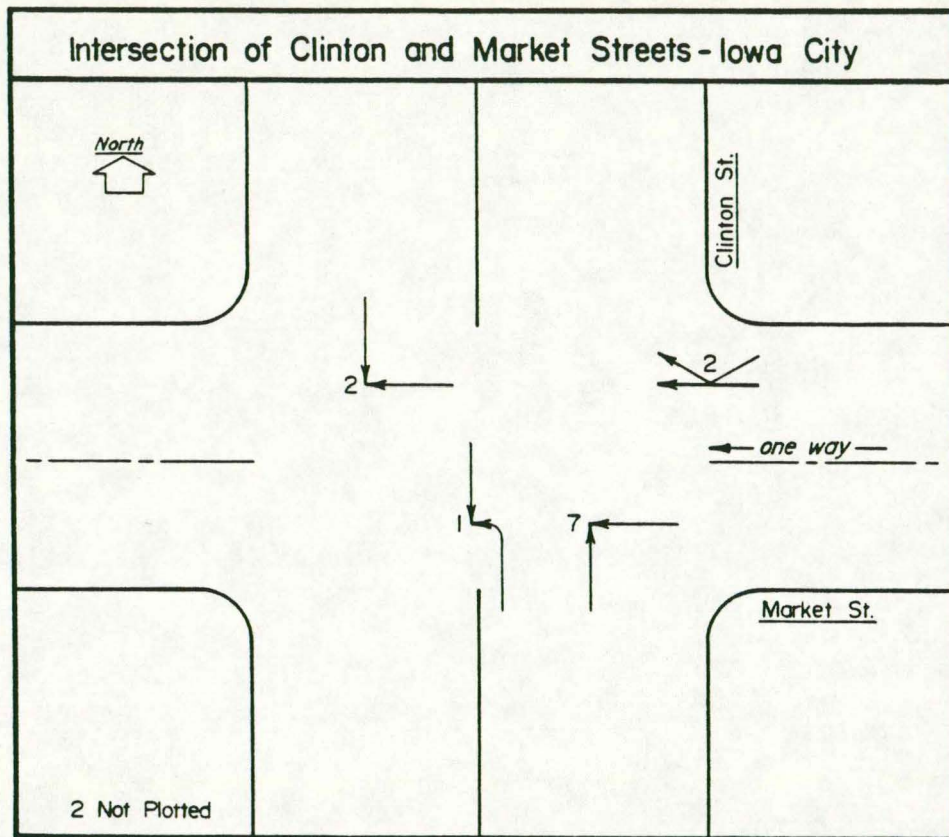 Intersection of Clinton and Market Streets - Iowa City
North
Clinton St.
2
2
one way
1
7
Market St.
2 Not Plotted